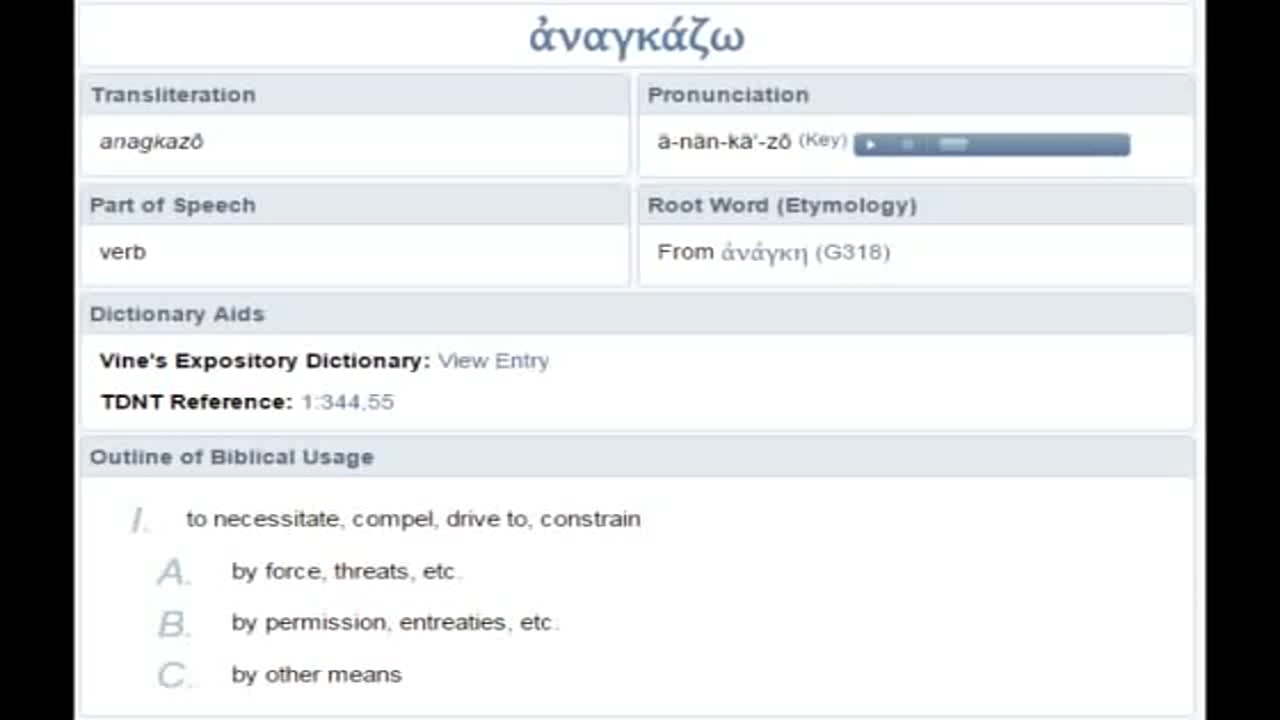 ἀναγκάζω
Transliteration
Pronunciation
anagkazō
ä-nän-kä'-zō (Key)
Part of Speech
Root Word (Etymology)
verb
From ἀνάγκη (G318)
Dictionary Aids
Vine's Expository Dictionary: View Entry
TDNT Reference: 1:344,55
Outline of Biblical Usage
I. to necessitate, compel, drive to, constrain
A. by force, threats, etc.
B. by permission, entreaties, etc.
C. by other means